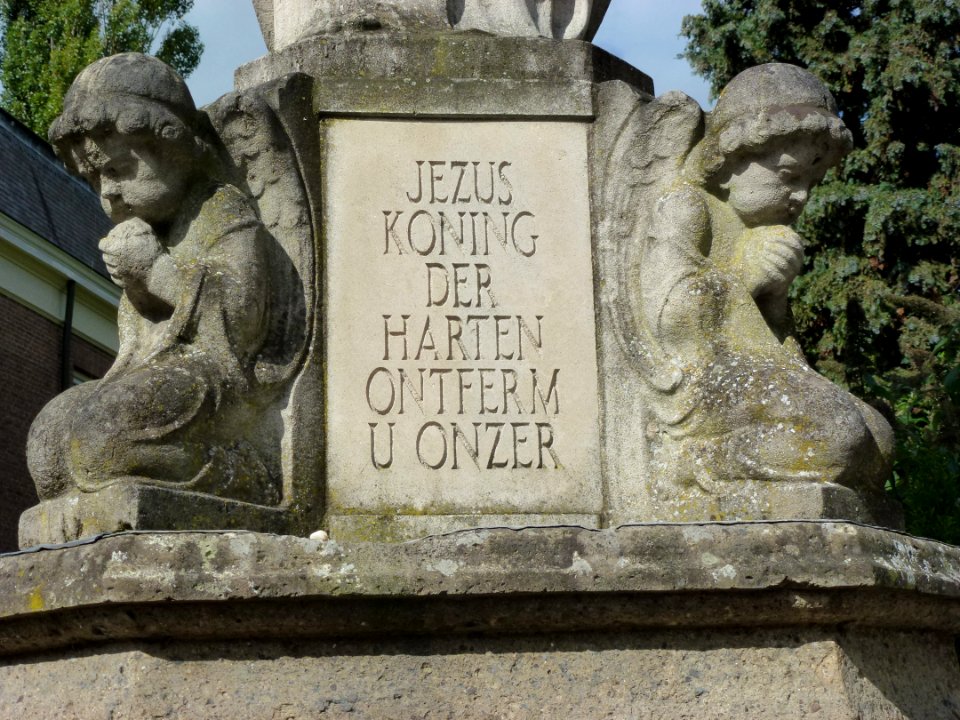 JEZUS
KONING
DER
HARTEN
ONTFERM
U ONZER